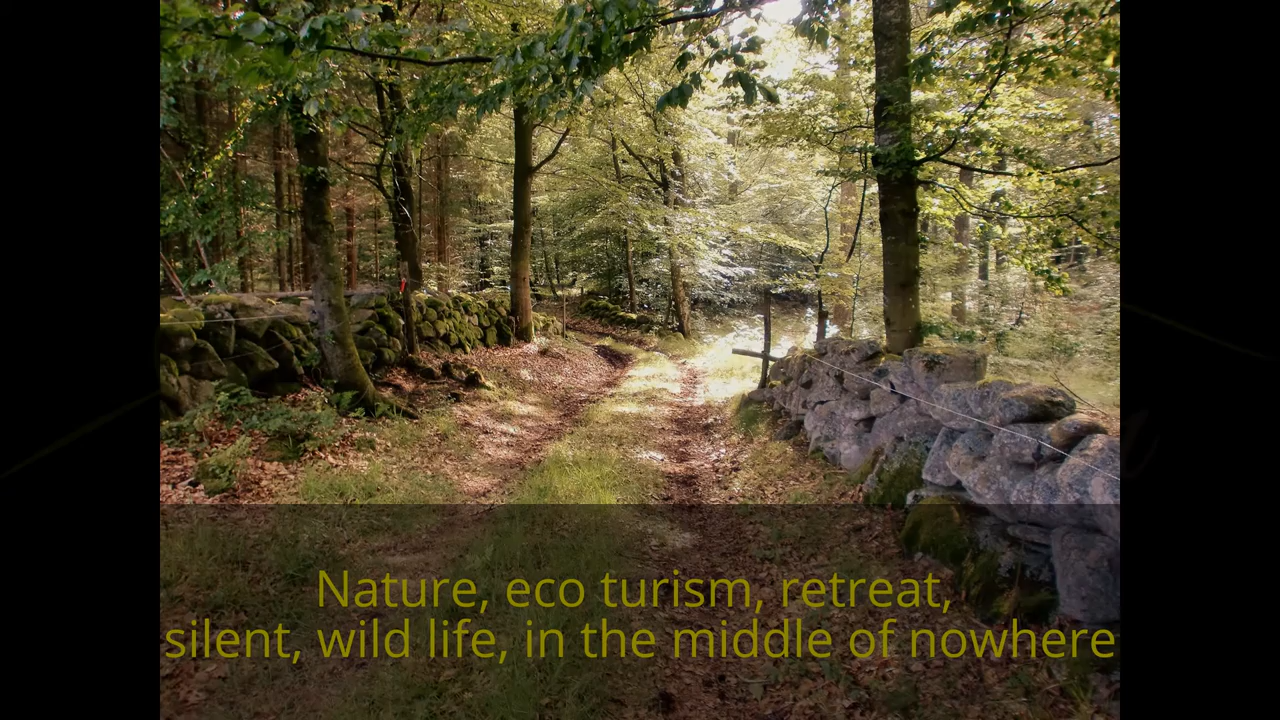 Nature, eco turism, retreat,
silent, wild life, in the middle of nowhere